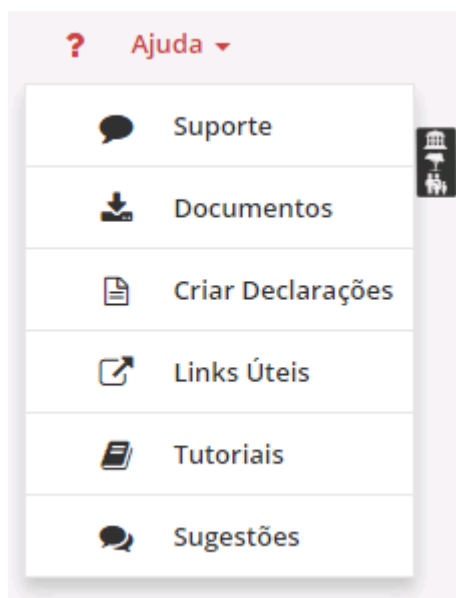 ? Ajuda
Suporte
Documentos
Criar Declarações
Links Úteis
Tutoriais
Sugestões